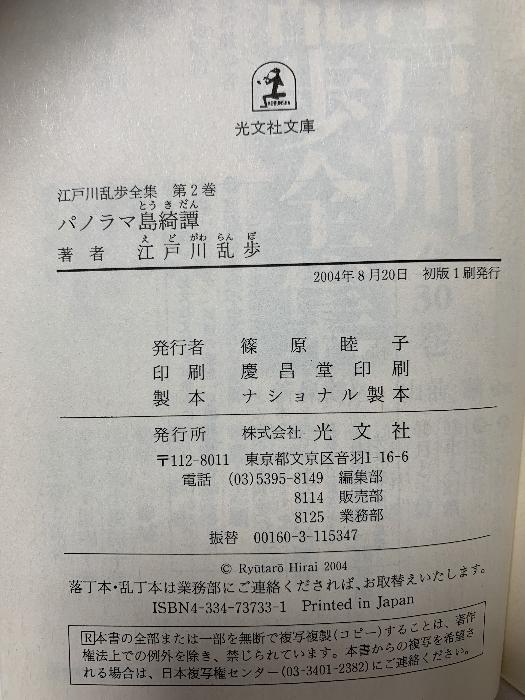 KOBUNSHA
光文社文庫
江戸川乱歩全集 第2巻
とう き だん
パノラマ島綺譚
え ど がわ らん ぽ
著者 江戸川乱歩
2004年8月20日 初版1刷発行
発行者 篠原睦子
印刷 慶昌堂印刷
製本 ナショナル製本
発行所 株式会社 光文社
〒112-8011 東京都文京区音羽1-16-6
電話 (03)5395-8149 編集部
8114 販売部
8125 業務部
振替 00160-3-115347
© Ryūtarō Hirai 2004
落丁本・乱丁本は業務部にご連絡くだされば、お取替えいたします。
ISBN4-334-73733-1 Printed in Japan
R本書の全部または一部を無断で複写複製(コピー)することは、著作
権法上での例外を除き、禁じられています。本書からの複写を希望さ
れる場合は、日本複写権センター(03-3401-2382)にご連絡ください。